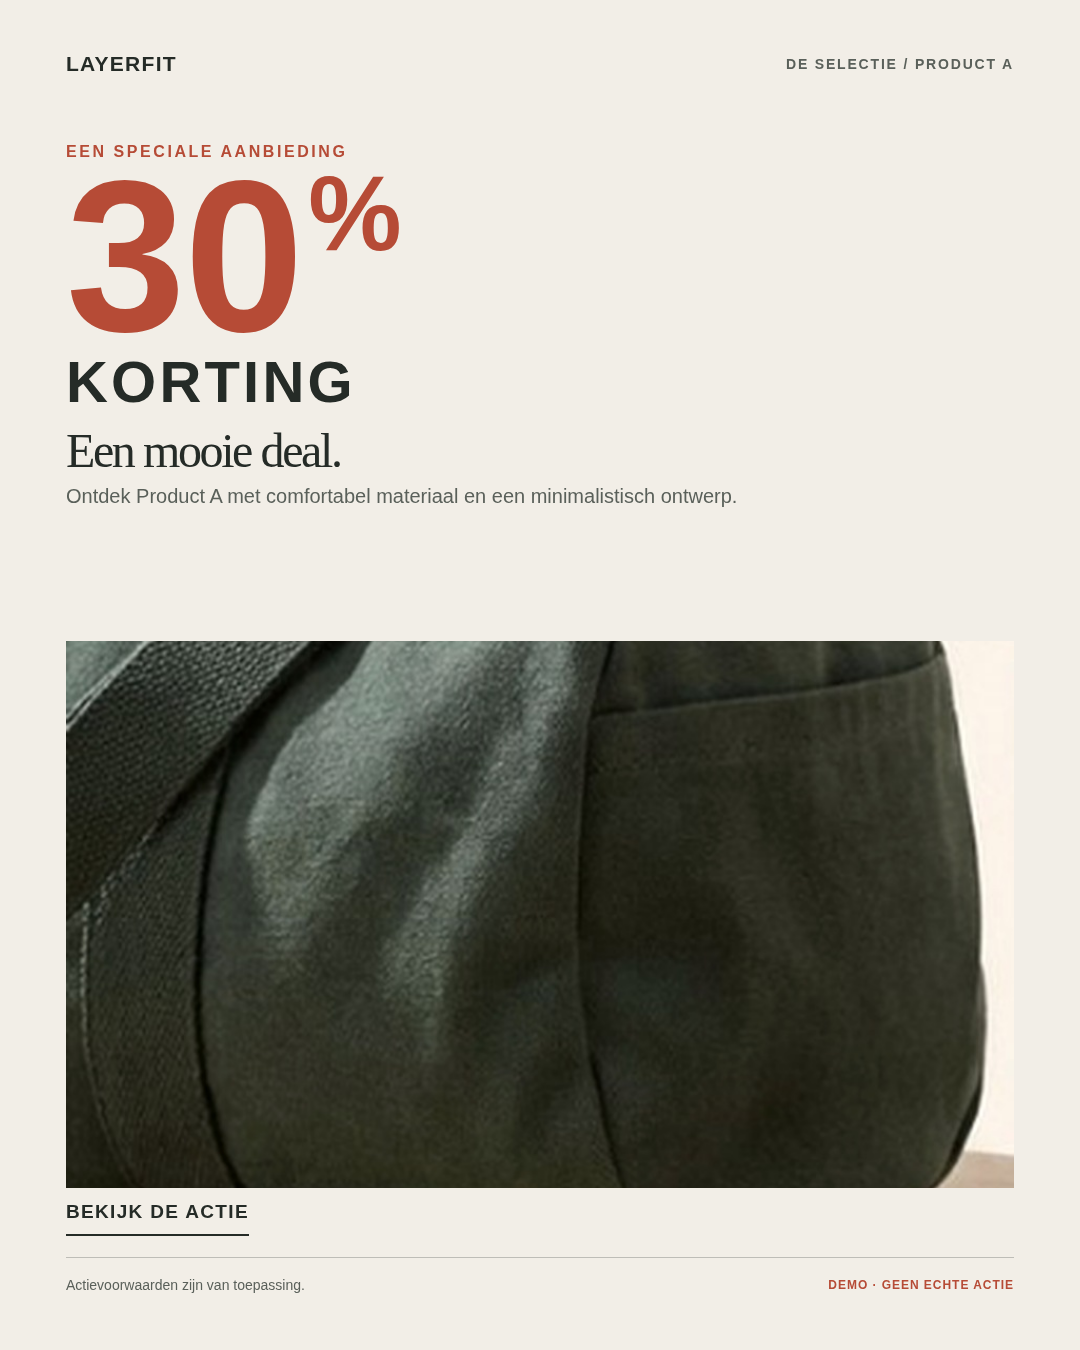 LAYERFIT
DE SELECTIE / PRODUCT A
EEN SPECIALE AANBIEDING
30%
KORTING
Een mooie deal.
Ontdek Product A met comfortabel materiaal en een minimalistisch ontwerp.
BEKIJK DE ACTIE
Actievoorwaarden zijn van toepassing.
DEMO · GEEN ECHTE ACTIE